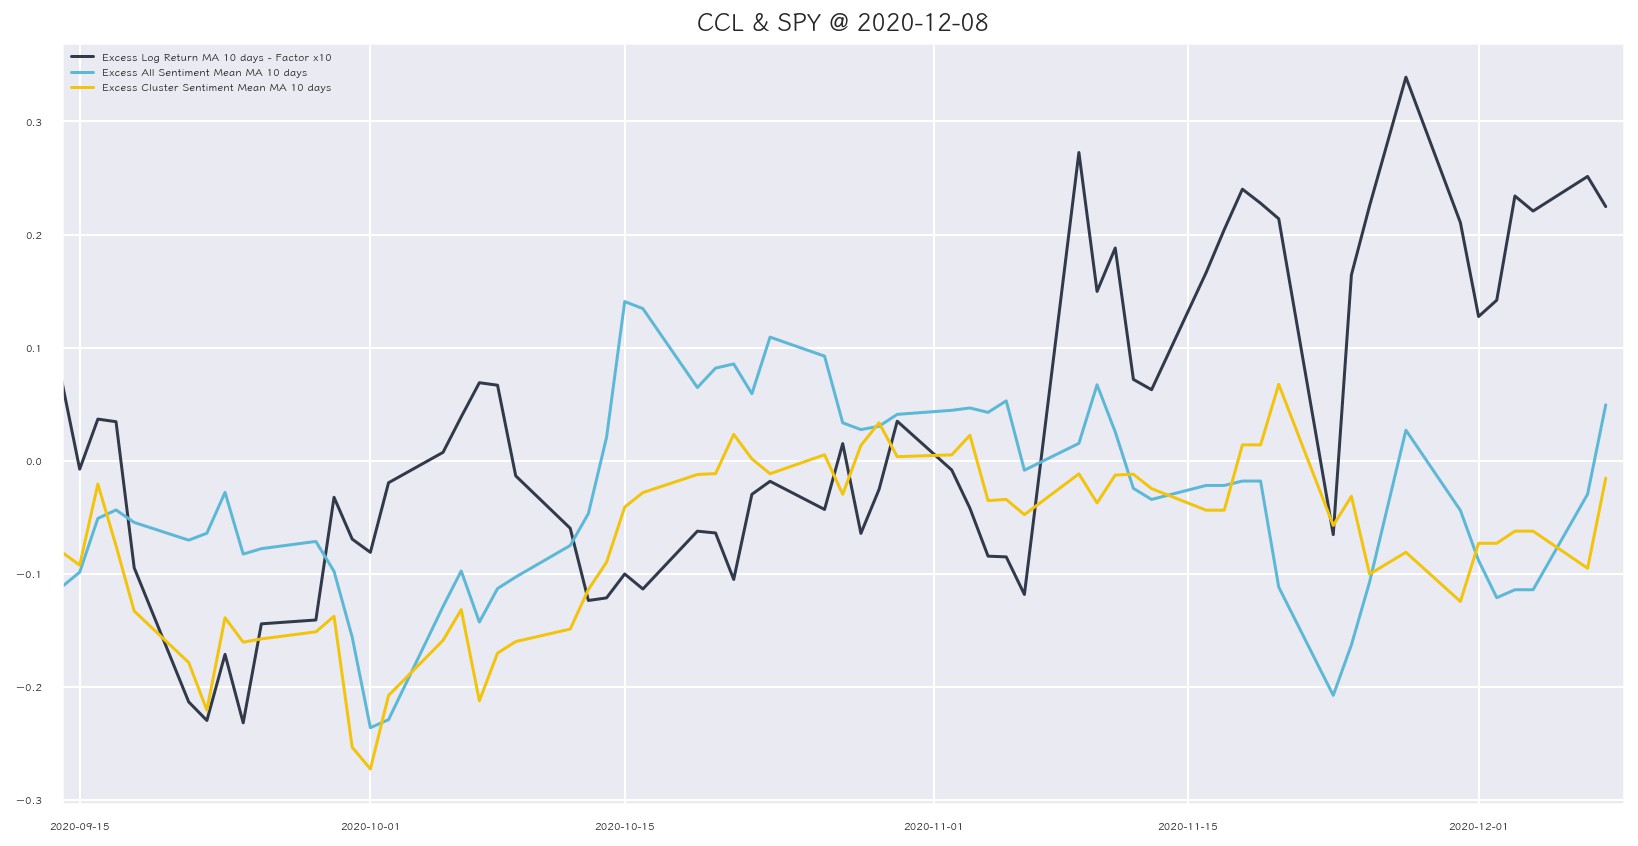 CCL & SPY @ 2020-12-08
Excess Log Return MA 10 days - Factor x10
Excess All Sentiment Mean MA 10 days
Excess Cluster Sentiment Mean MA 10 days
0.3
0.2
0.1
0.0
−0.1
−0.2
−0.3
2020-09-15 2020-10-01 2020-10-15 2020-11-01 2020-11-15 2020-12-01